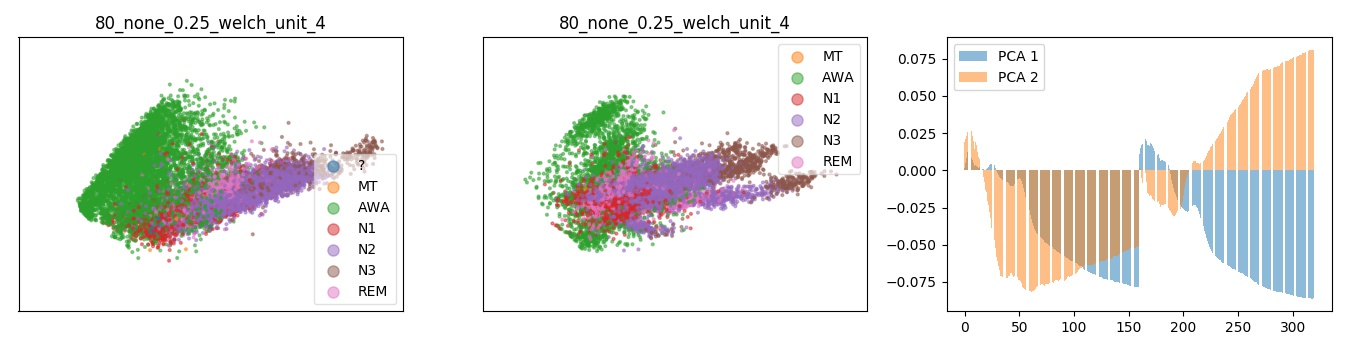 80_none_0.25_welch_unit_4
?
MT
AWA
N1
N2
N3
REM
80_none_0.25_welch_unit_4
MT
AWA
N1
N2
N3
REM
PCA 1
PCA 2
0.075
0.050
0.025
0.000
−0.025
−0.050
−0.075
0 50 100 150 200 250 300